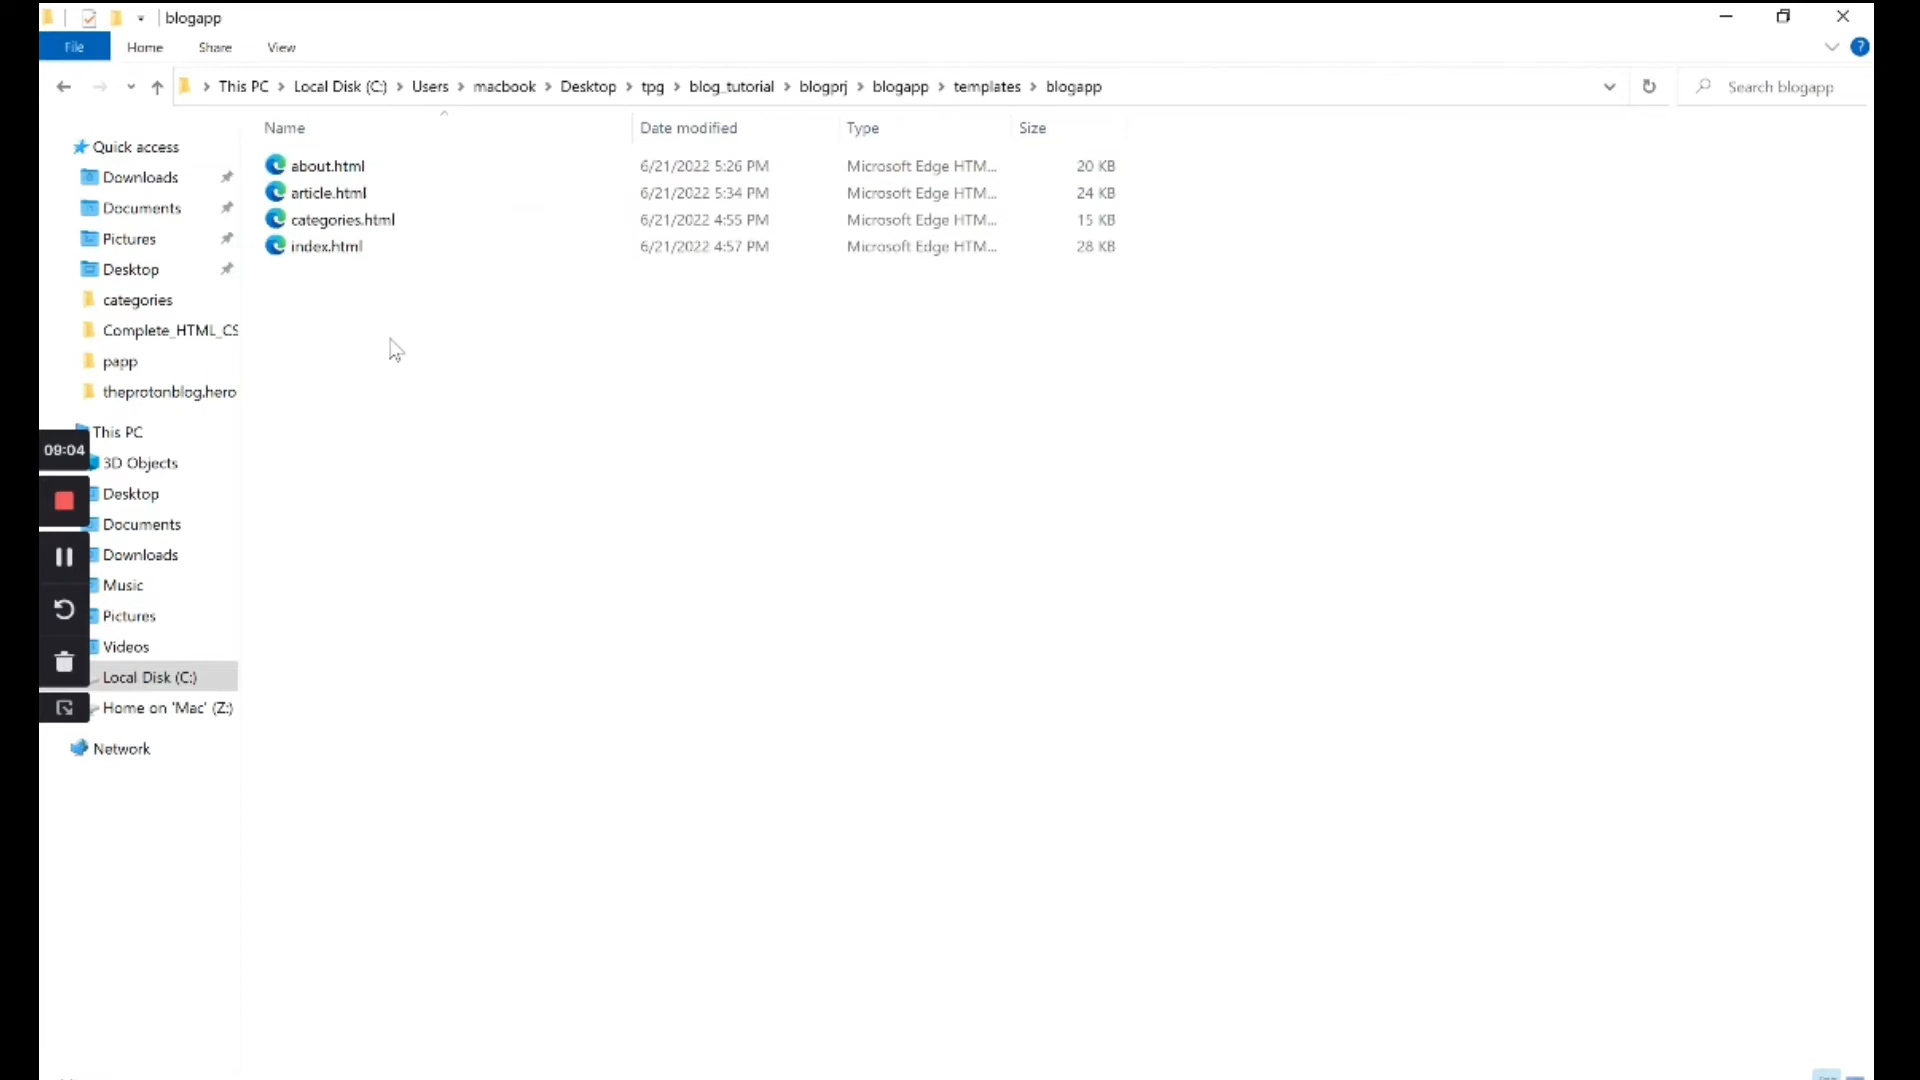 blogapp
File Home Share View
This PC Local Disk (C:) Users macbook Desktop tpg blog_tutorial blogprj blogapp templates blogapp
Search blogapp
Name Date modified Type Size
about.html 6/21/2022 5:26 PM Microsoft Edge HTM... 20 KB
article.html 6/21/2022 5:34 PM Microsoft Edge HTM... 24 KB
categories.html 6/21/2022 4:55 PM Microsoft Edge HTM... 15 KB
index.html 6/21/2022 4:57 PM Microsoft Edge HTM... 28 KB
Quick access
Downloads
Documents
Pictures
Desktop
categories
Complete_HTML_CS
papp
theprotonblog.hero
This PC
09:04
3D Objects
Desktop
Documents
Downloads
Music
Pictures
Videos
Local Disk (C:)
Home on 'Mac' (Z:)
Network